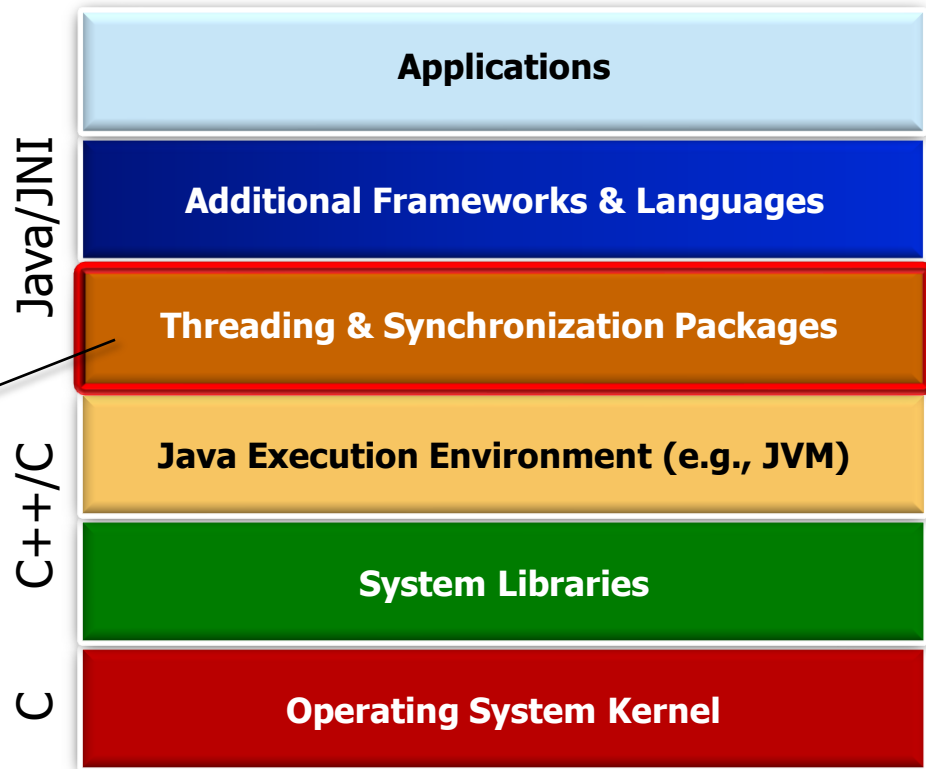 Applications
Java/JNI
Additional Frameworks & Languages
Threading & Synchronization Packages
C++/C
Java Execution Environment (e.g., JVM)
System Libraries
C
Operating System Kernel